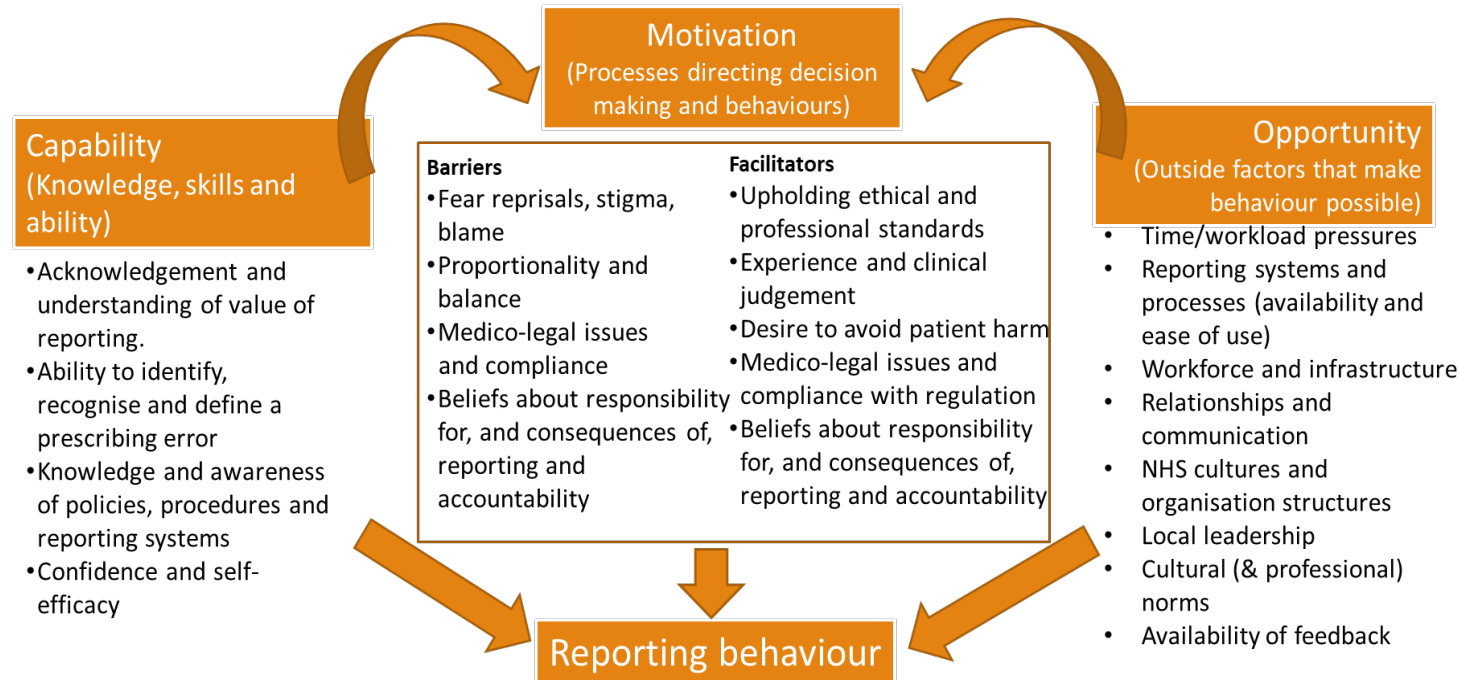 Motivation
(Processes directing decision
making and behaviours)
Capability
(Knowledge, skills and
ability)
•Acknowledgement and
understanding of value of
reporting.
•Ability to identify,
recognise and define a
prescribing error
•Knowledge and awareness
of policies, procedures and
reporting systems
•Confidence and self-
efficacy
Barriers
•Fear reprisals, stigma,
blame
•Proportionality and
balance
•Medico-legal issues
and compliance
•Beliefs about responsibility
for, and consequences of,
reporting and
accountability
Facilitators
•Upholding ethical and
professional standards
•Experience and clinical
judgement
•Desire to avoid patient harm
•Medico-legal issues and
compliance with regulation
•Beliefs about responsibility
for, and consequences of,
reporting and accountability
Opportunity
(Outside factors that make
behaviour possible)
• Time/workload pressures
• Reporting systems and
processes (availability and
ease of use)
• Workforce and infrastructure
• Relationships and
communication
• NHS cultures and
organisation structures
• Local leadership
• Cultural (& professional)
norms
• Availability of feedback
Reporting behaviour